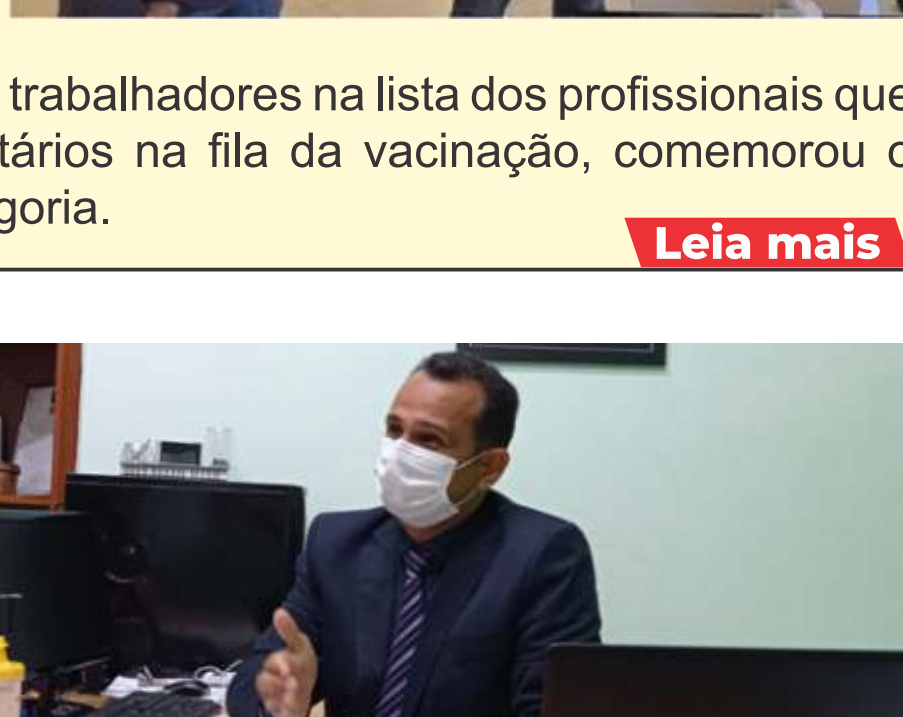 trabalhadores na lista dos profissionais que
tários na fila da vacinação, comemorou
goria.
Leia mais